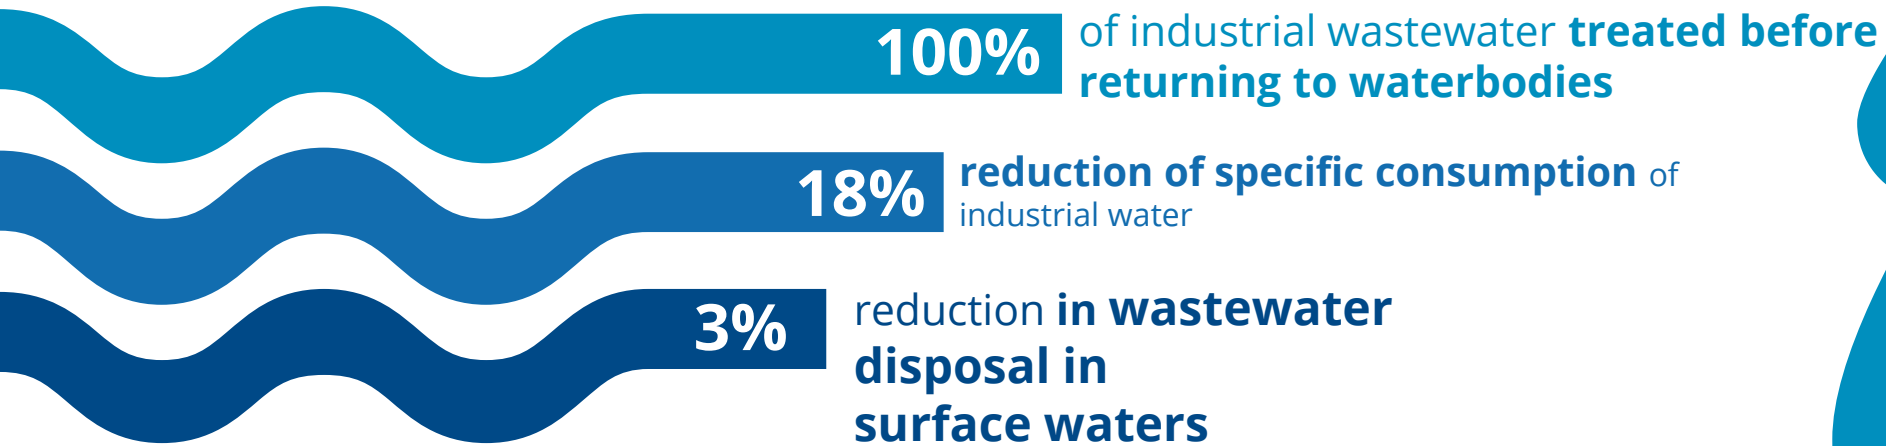 100%
of industrial wastewater treated before
returning to waterbodies
18%
reduction of specific consumption of
industrial water
3%
reduction in wastewater
disposal in
surface waters